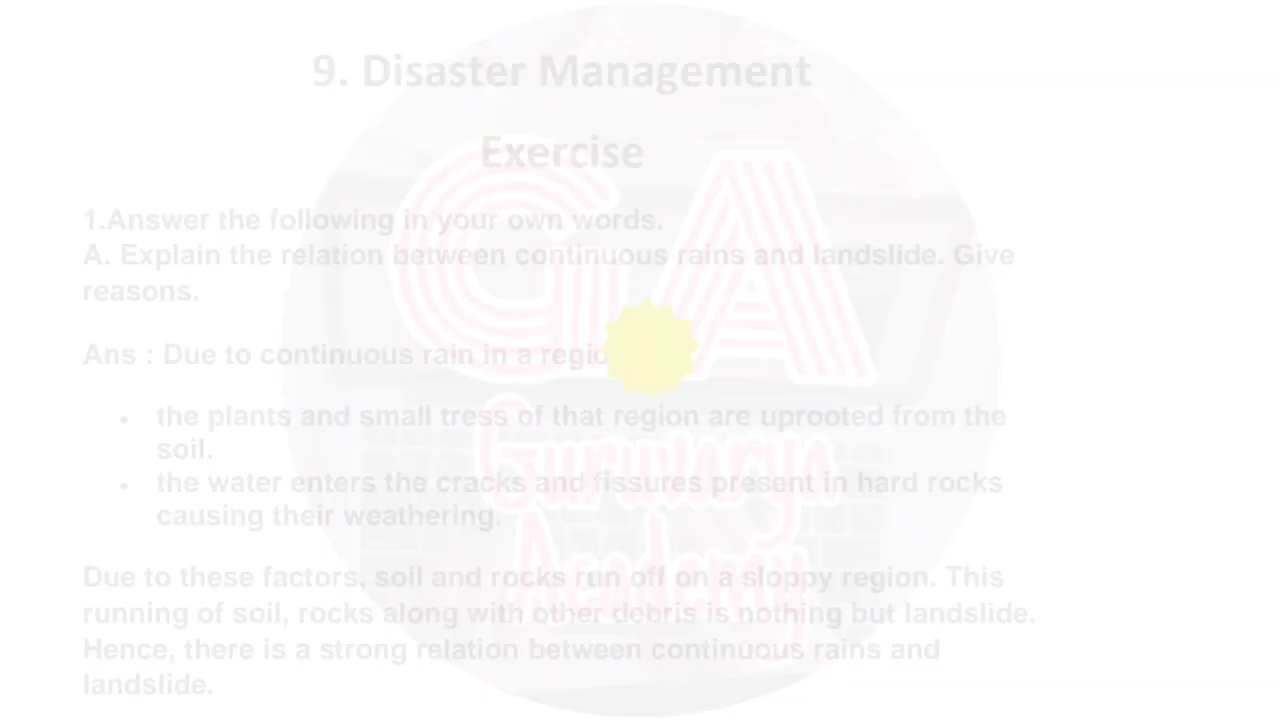 9. Disaster Management
Exercise
1.Answer the following in your own words.
A. Explain the relation between continuous rains and landslide. Give
reasons.
Ans : Due to continuous rain in a regio
the plants and small tress of that region are uprooted from the
soil.
the water enters the cracks and fissures present in hard rocks
causing their weathering.
Due to these factors, soil and rocks run off on a sloppy region. This
running of soil, rocks along with other debris is nothing but landslide.
Hence, there is a strong relation between continuous rains and
landslide.
GA
Guruvarya
Academy